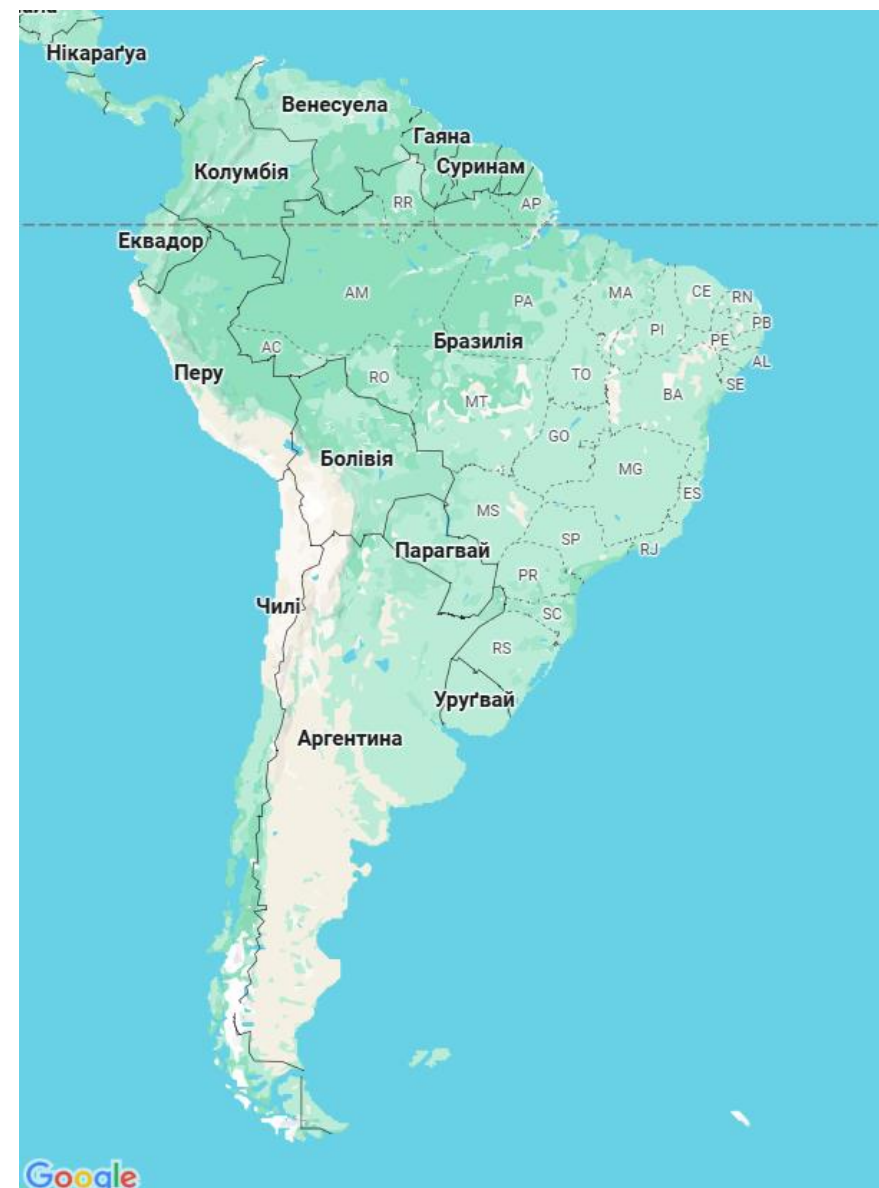 Нікараґуа
Венесуела
Гаяна
Суринам
Колумбія
RR
AP
Еквадор
AM
PA
MA
CE
RN
PI
PB
Бразилія
PE
AC
AL
Перу
RO
TO
SE
MT
BA
GO
Болівія
MG
ES
MS
SP
Парагвай
RJ
PR
Чилі
SC
RS
Уруґвай
Аргентина
Google